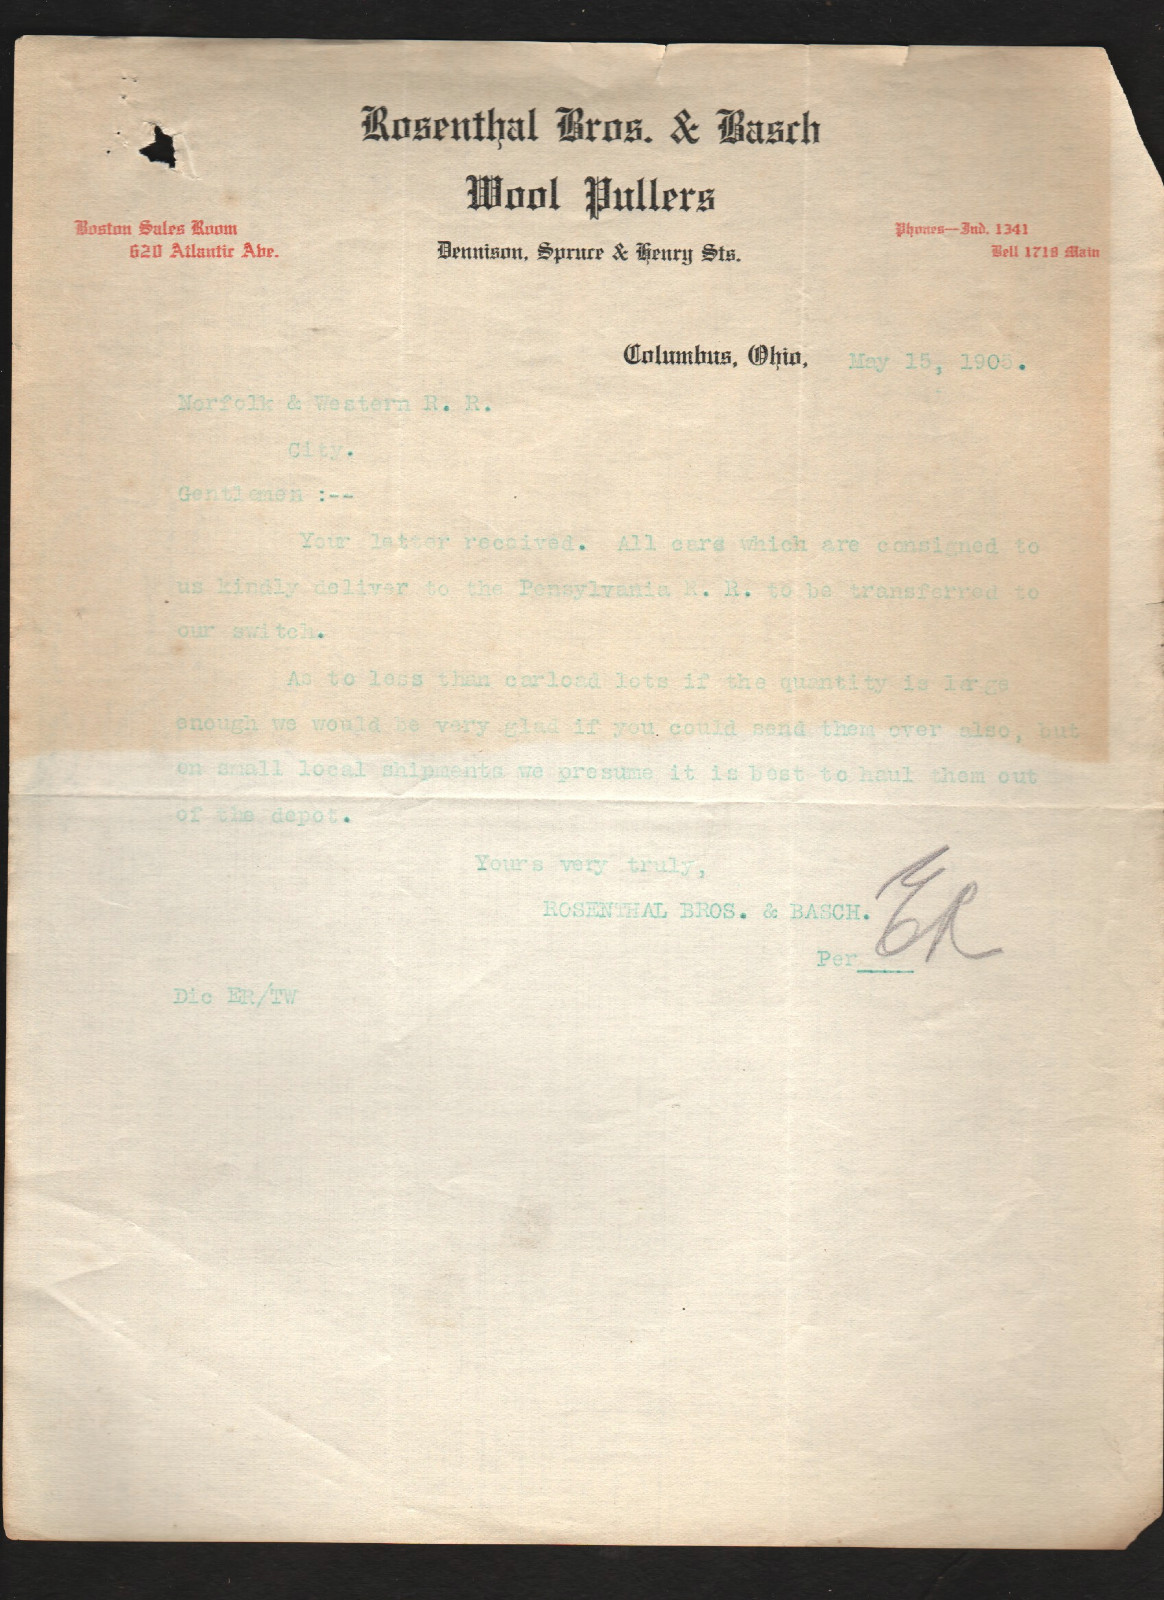 Rosenthal Bros. & Basch
Wool Pullers
Boston Sales Room
620 Atlantic Ave.
Dennison, Spruce & Henry Sts.
Phones—Ind. 1341
Bell 1718 Main
Columbus, Ohio, May 15, 1905.
Norfolk & Western R. R.
City.
Gentlemen :--
Your letter received. All cars which are consigned to
us kindly deliver to the Pensylvania R. R. to be transferred to
our switch.
As to less than carload lots if the quantity is large
enough we would be very glad if you could send them over also, but
on small local shipments we presume it is best to haul them out
of the depot.
Yours very truly,
ROSENTHAL BROS. & BASCH.
Per ER
Dic ER/TW